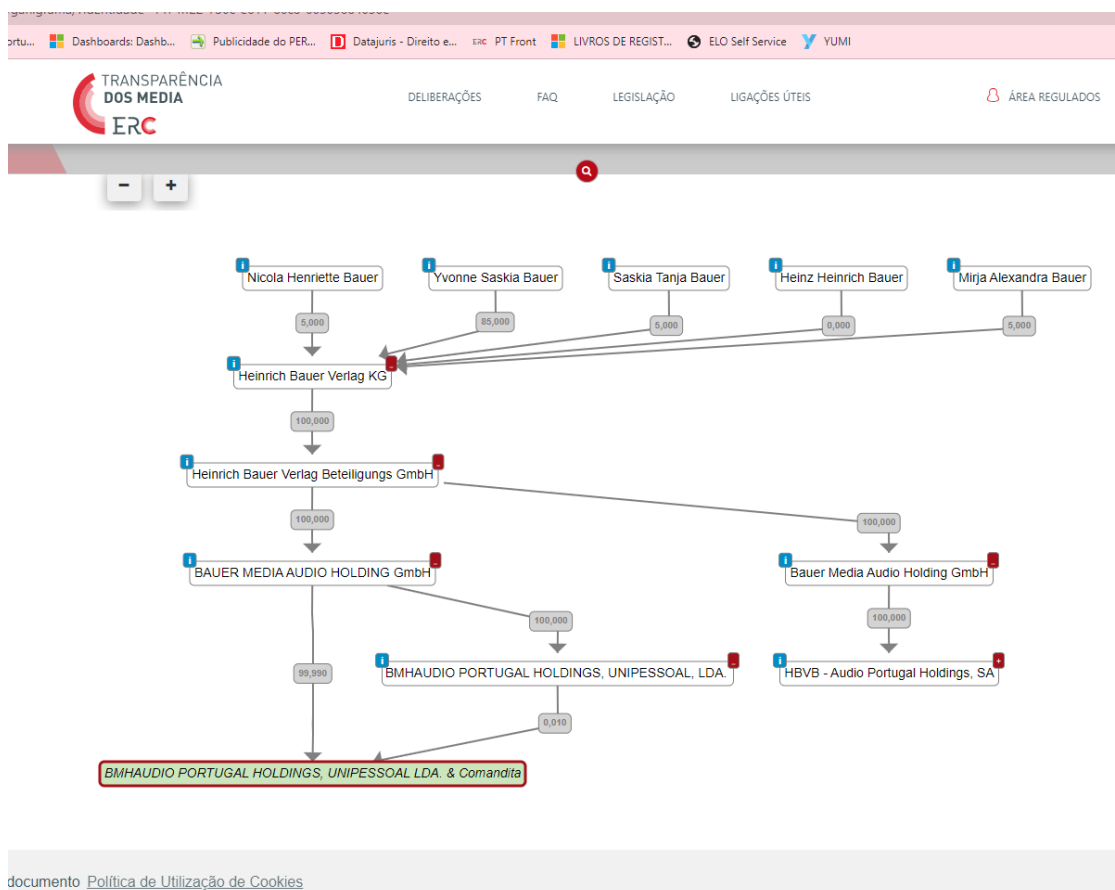 ortu...
Dashboards: Dashb...
Publicidade do PER...
Datajuris - Direito e...
ERC PT Front
LIVROS DE REGIST...
ELO Self Service
YUMI
TRANSPARÊNCIA
DOS MEDIA
ERC
DELIBERAÇÕES
FAQ
LEGISLAÇÃO
LIGAÇÕES ÚTEIS
ÁREA REGULADOS
Nicola Henriette Bauer
Yvonne Saskia Bauer
Saskia Tanja Bauer
Heinz Heinrich Bauer
Mirja Alexandra Bauer
5,000
85,000
5,000
0,000
5,000
Heinrich Bauer Verlag KG
100,000
Heinrich Bauer Verlag Beteiligungs GmbH
100,000
100,000
BAUER MEDIA AUDIO HOLDING GmbH
Bauer Media Audio Holding GmbH
100,000
100,000
BMHAUDIO PORTUGAL HOLDINGS, UNIPESSOAL, LDA.
HBVB - Audio Portugal Holdings, SA
99,990
0,010
BMHAUDIO PORTUGAL HOLDINGS, UNIPESSOAL LDA. & Comandita
documento Política de Utilização de Cookies